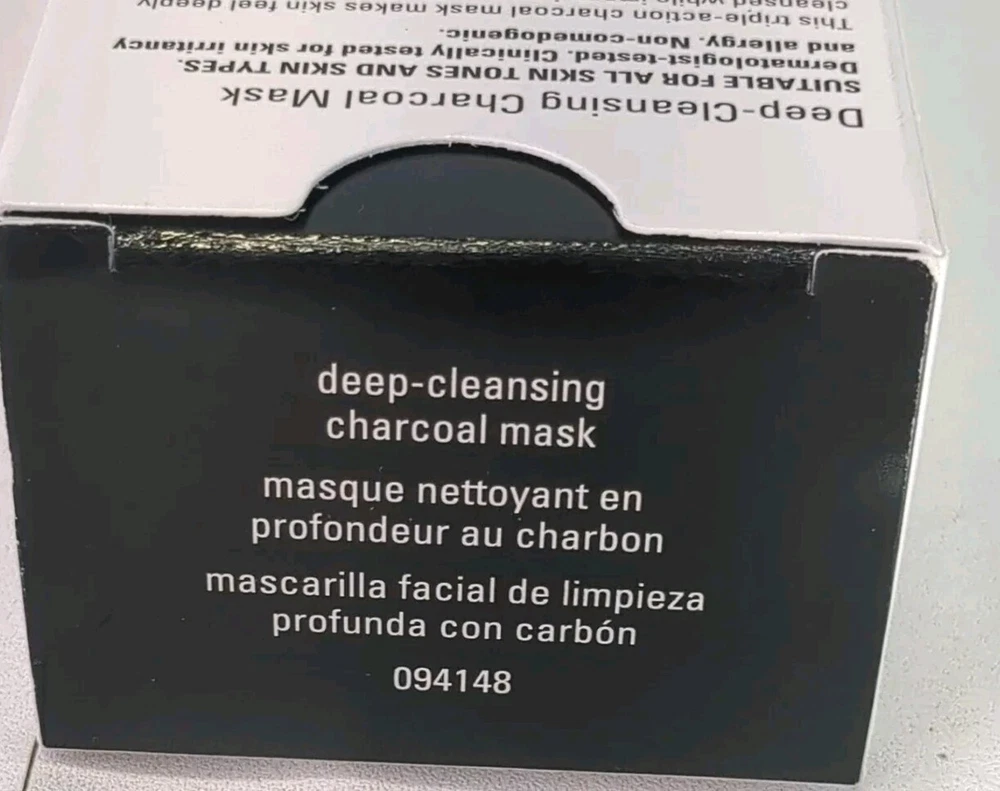 Deep-Cleansing Charcoal Mask
SUITABLE FOR ALL SKIN TONES AND SKIN TYPES.
Dermatologist-tested. Clinically tested for skin irritancy
and allergy. Non-comedogenic.
This triple-action charcoal mask makes skin feel deeply
cleansed while
deep-cleansing
charcoal mask
masque nettoyant en
profondeur au charbon
mascarilla facial de limpieza
profunda con carbón
094148